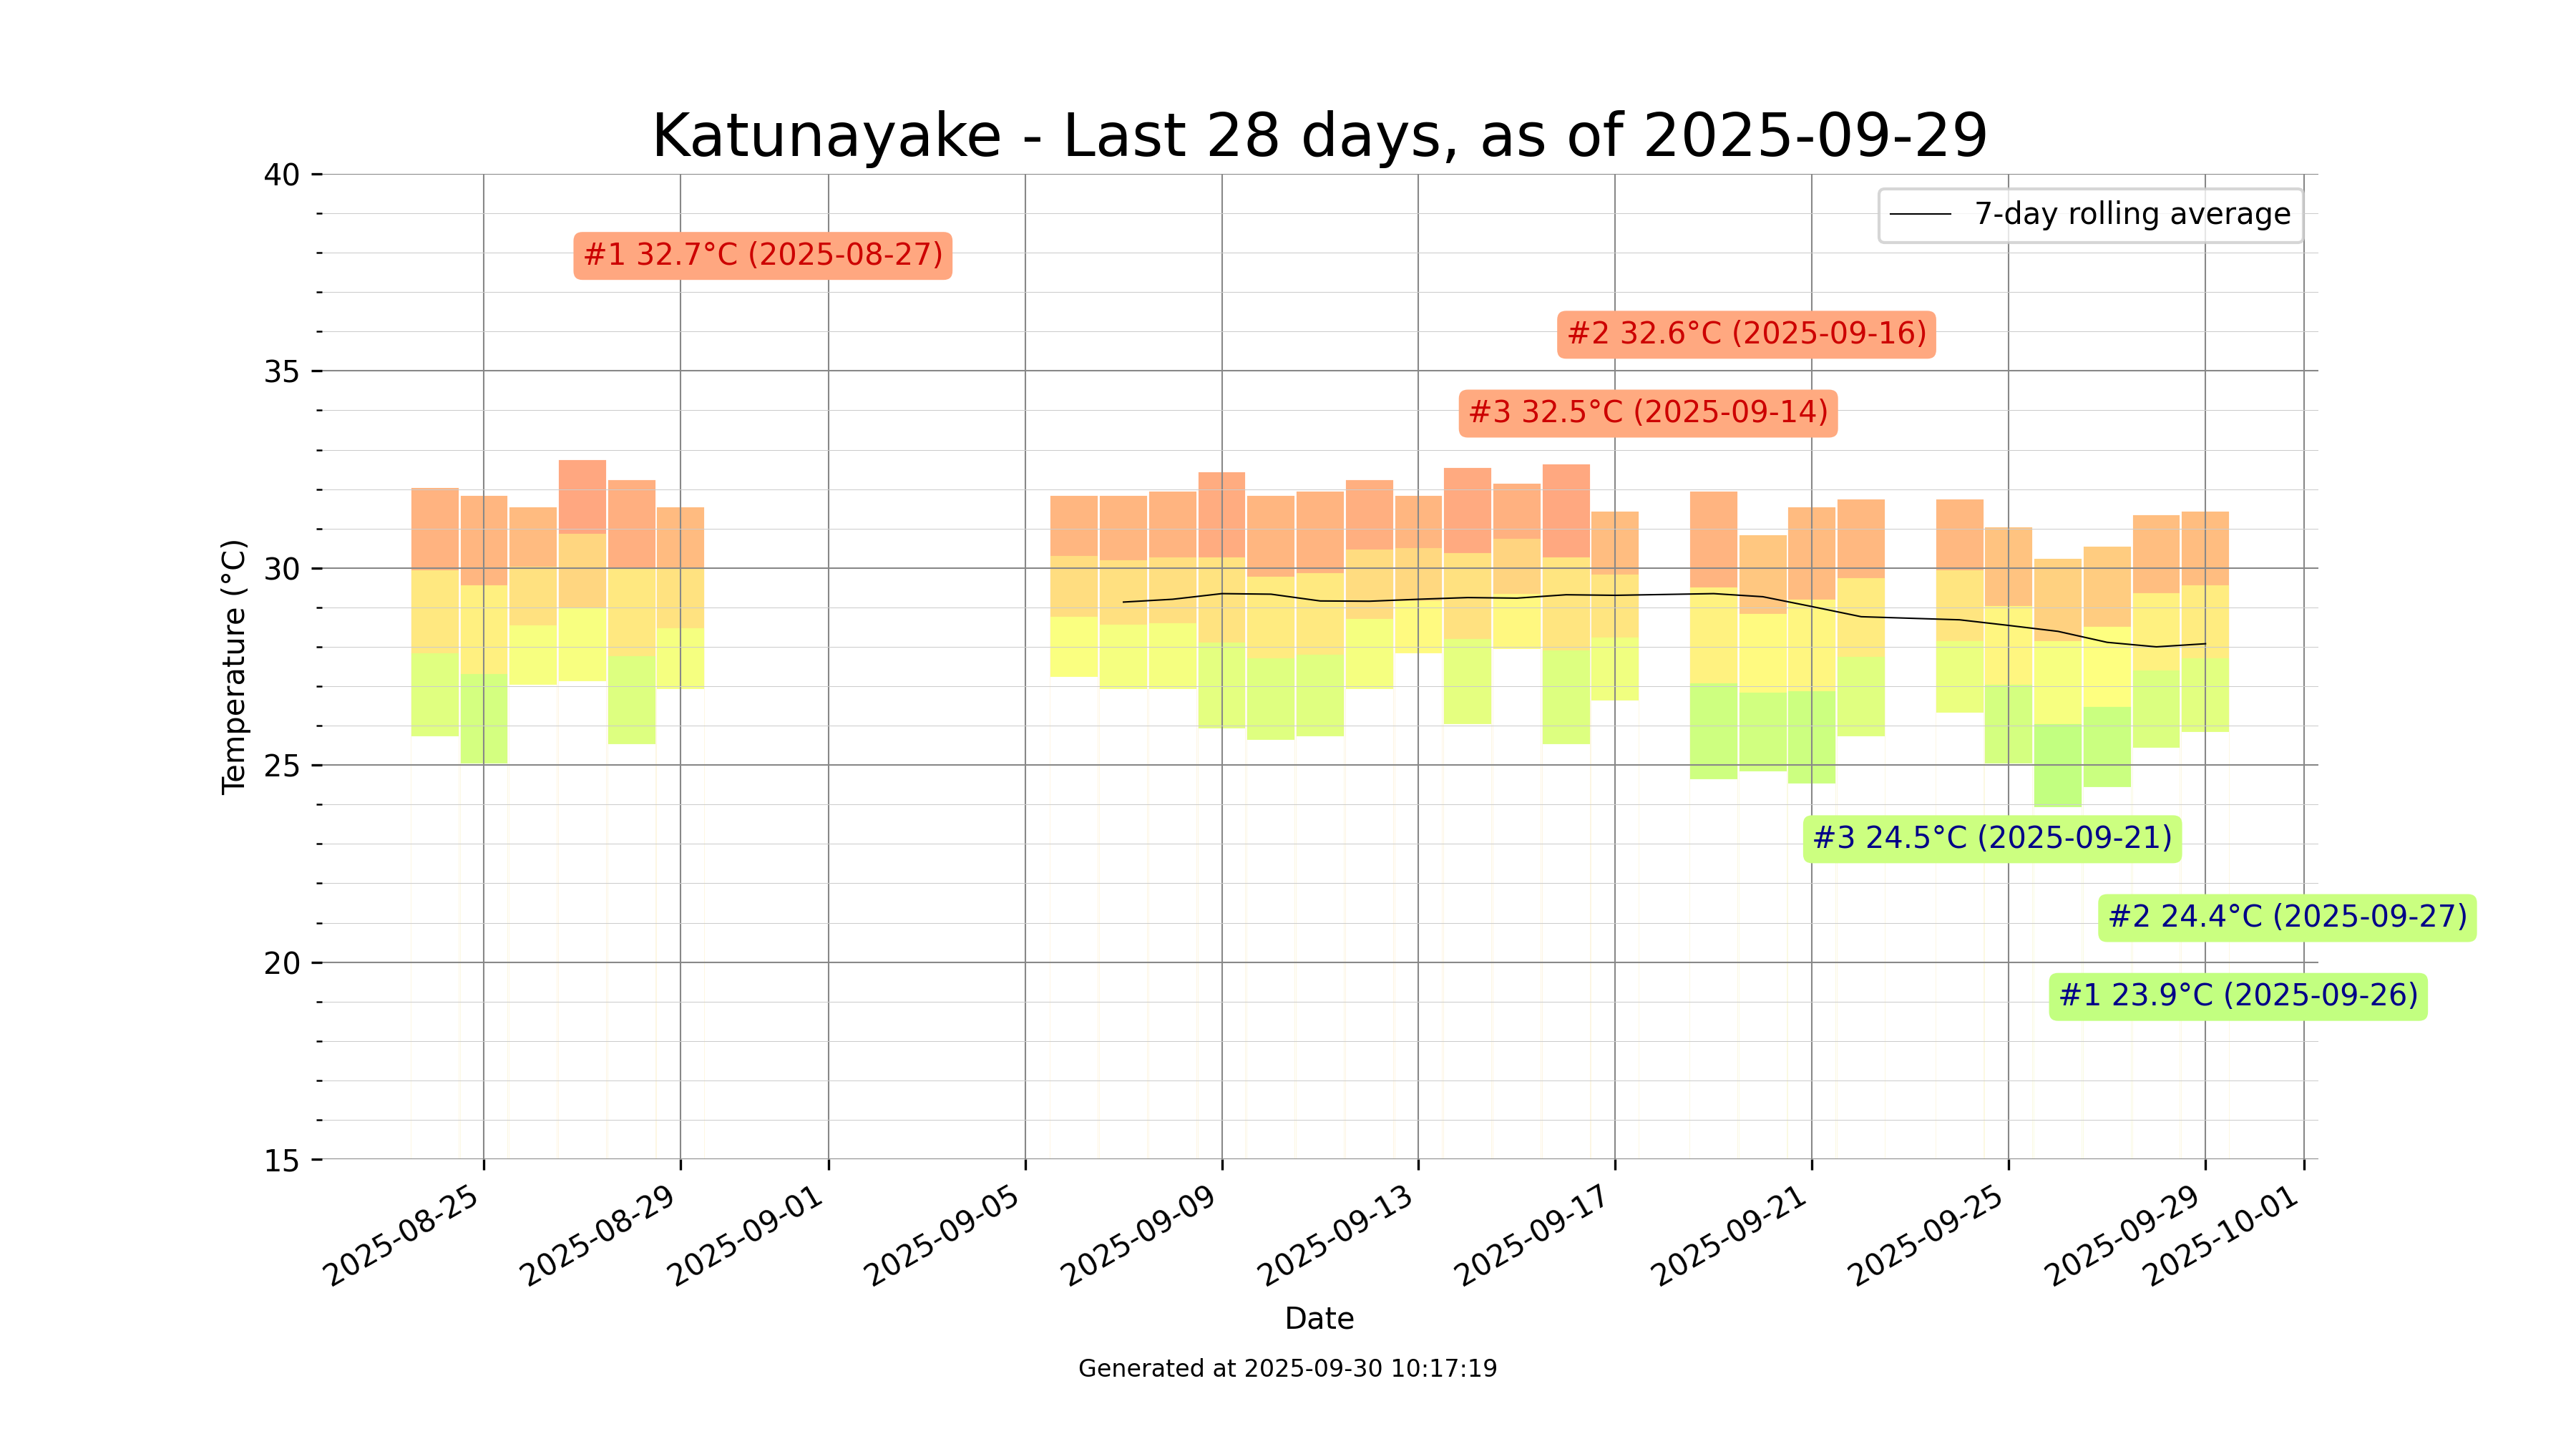 Katunayake - Last 28 days, as of 2025-09-29
40
35
30
25
20
15
Temperature (°C)
7-day rolling average
#1 32.7°C (2025-08-27)
#2 32.6°C (2025-09-16)
#3 32.5°C (2025-09-14)
#3 24.5°C (2025-09-21)
#2 24.4°C (2025-09-27)
#1 23.9°C (2025-09-26)
2025-08-25
2025-08-29
2025-09-01
2025-09-05
2025-09-09
2025-09-13
2025-09-17
2025-09-21
2025-09-25
2025-09-29
2025-10-01
Date
Generated at 2025-09-30 10:17:19